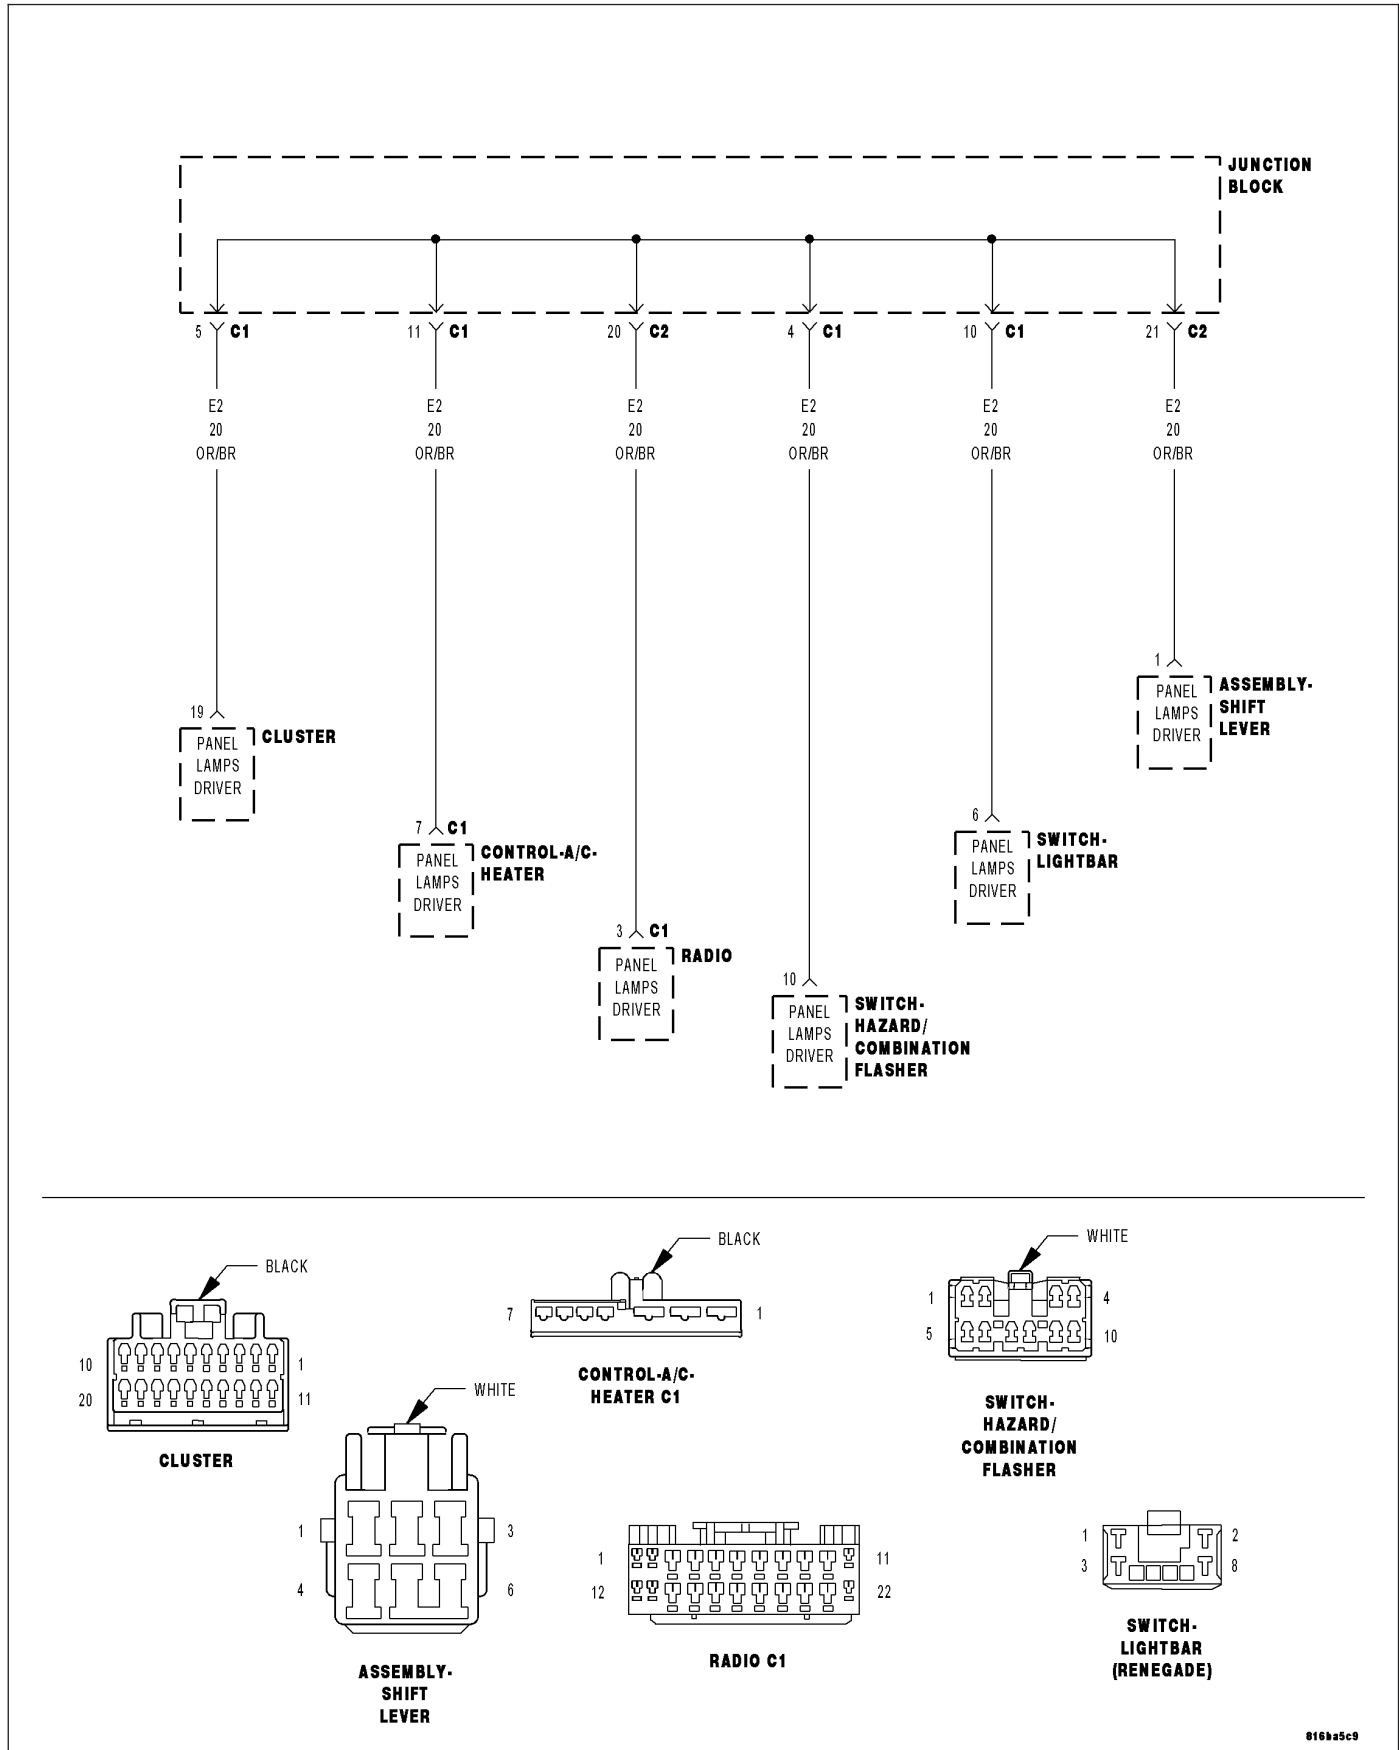 JUNCTION
BLOCK
5 C1
11 C1
20 C2
4 C1
10 C1
21 C2
E2
20
OR/BR
E2
20
OR/BR
E2
20
OR/BR
E2
20
OR/BR
E2
20
OR/BR
E2
20
OR/BR
1
PANEL
LAMPS
DRIVER
ASSEMBLY-
SHIFT
LEVER
19
PANEL
LAMPS
DRIVER
CLUSTER
7 C1
PANEL
LAMPS
DRIVER
CONTROL-A/C-
HEATER
6
PANEL
LAMPS
DRIVER
SWITCH-
LIGHTBAR
3 C1
PANEL
LAMPS
DRIVER
RADIO
10
PANEL
LAMPS
DRIVER
SWITCH-
HAZARD/
COMBINATION
FLASHER
BLACK
10
1
20
11
CLUSTER
BLACK
7
1
CONTROL-A/C-
HEATER C1
WHITE
1
4
5
10
SWITCH-
HAZARD/
COMBINATION
FLASHER
WHITE
1
3
4
6
ASSEMBLY-
SHIFT
LEVER
1
11
12
22
RADIO C1
1
2
3
8
SWITCH-
LIGHTBAR
(RENEGADE)
816ba5c9